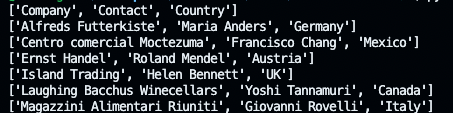 ['Company', 'Contact', 'Country']
['Alfreds Futterkiste', 'Maria Anders', 'Germany']
['Centro comercial Moctezuma', 'Francisco Chang', 'Mexico']
['Ernst Handel', 'Roland Mendel', 'Austria']
['Island Trading', 'Helen Bennett', 'UK']
['Laughing Bacchus Winecellars', 'Yoshi Tannamuri', 'Canada']
['Magazzini Alimentari Riuniti', 'Giovanni Rovelli', 'Italy']